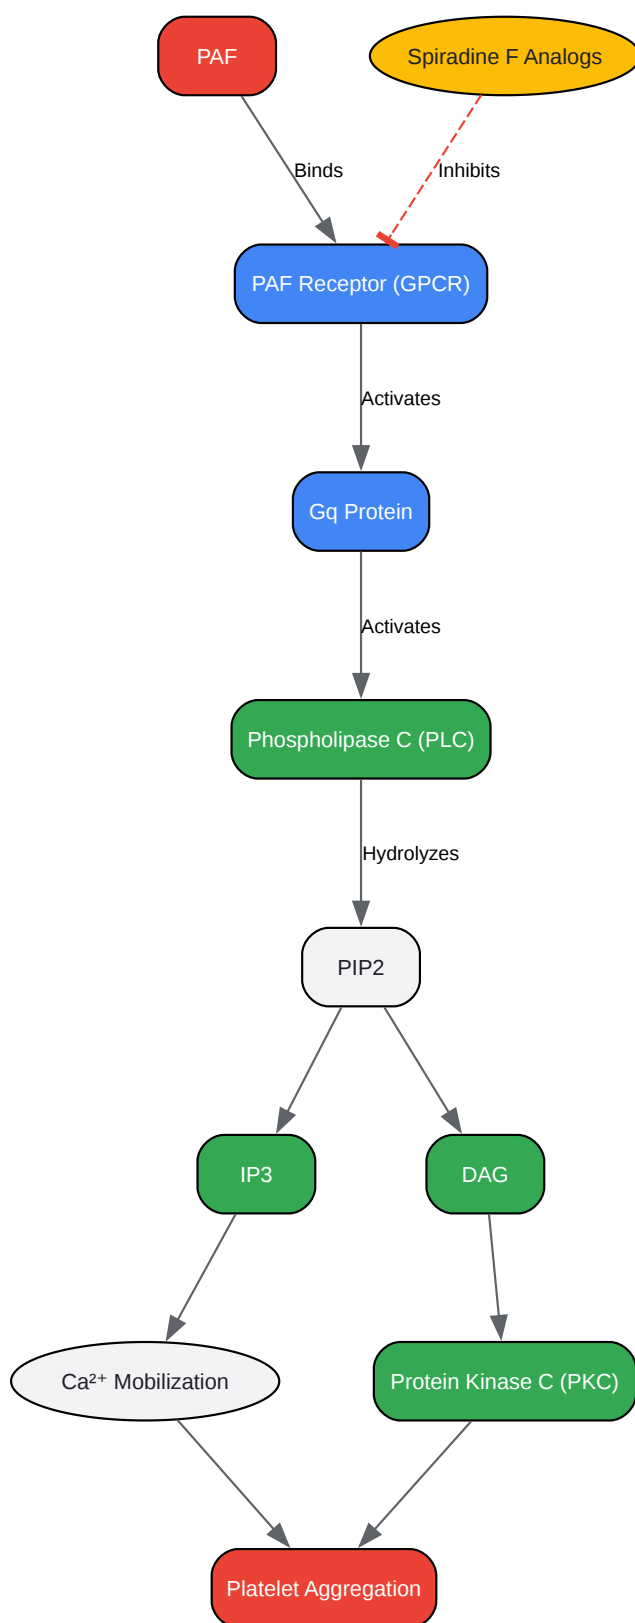 PAF
Spiradine F Analogs
Binds
Inhibits
PAF Receptor (GPCR)
Activates
Gq Protein
Activates
Phospholipase C (PLC)
Hydrolyzes
PIP2
IP3
DAG
Ca²⁺ Mobilization
Protein Kinase C (PKC)
Platelet Aggregation